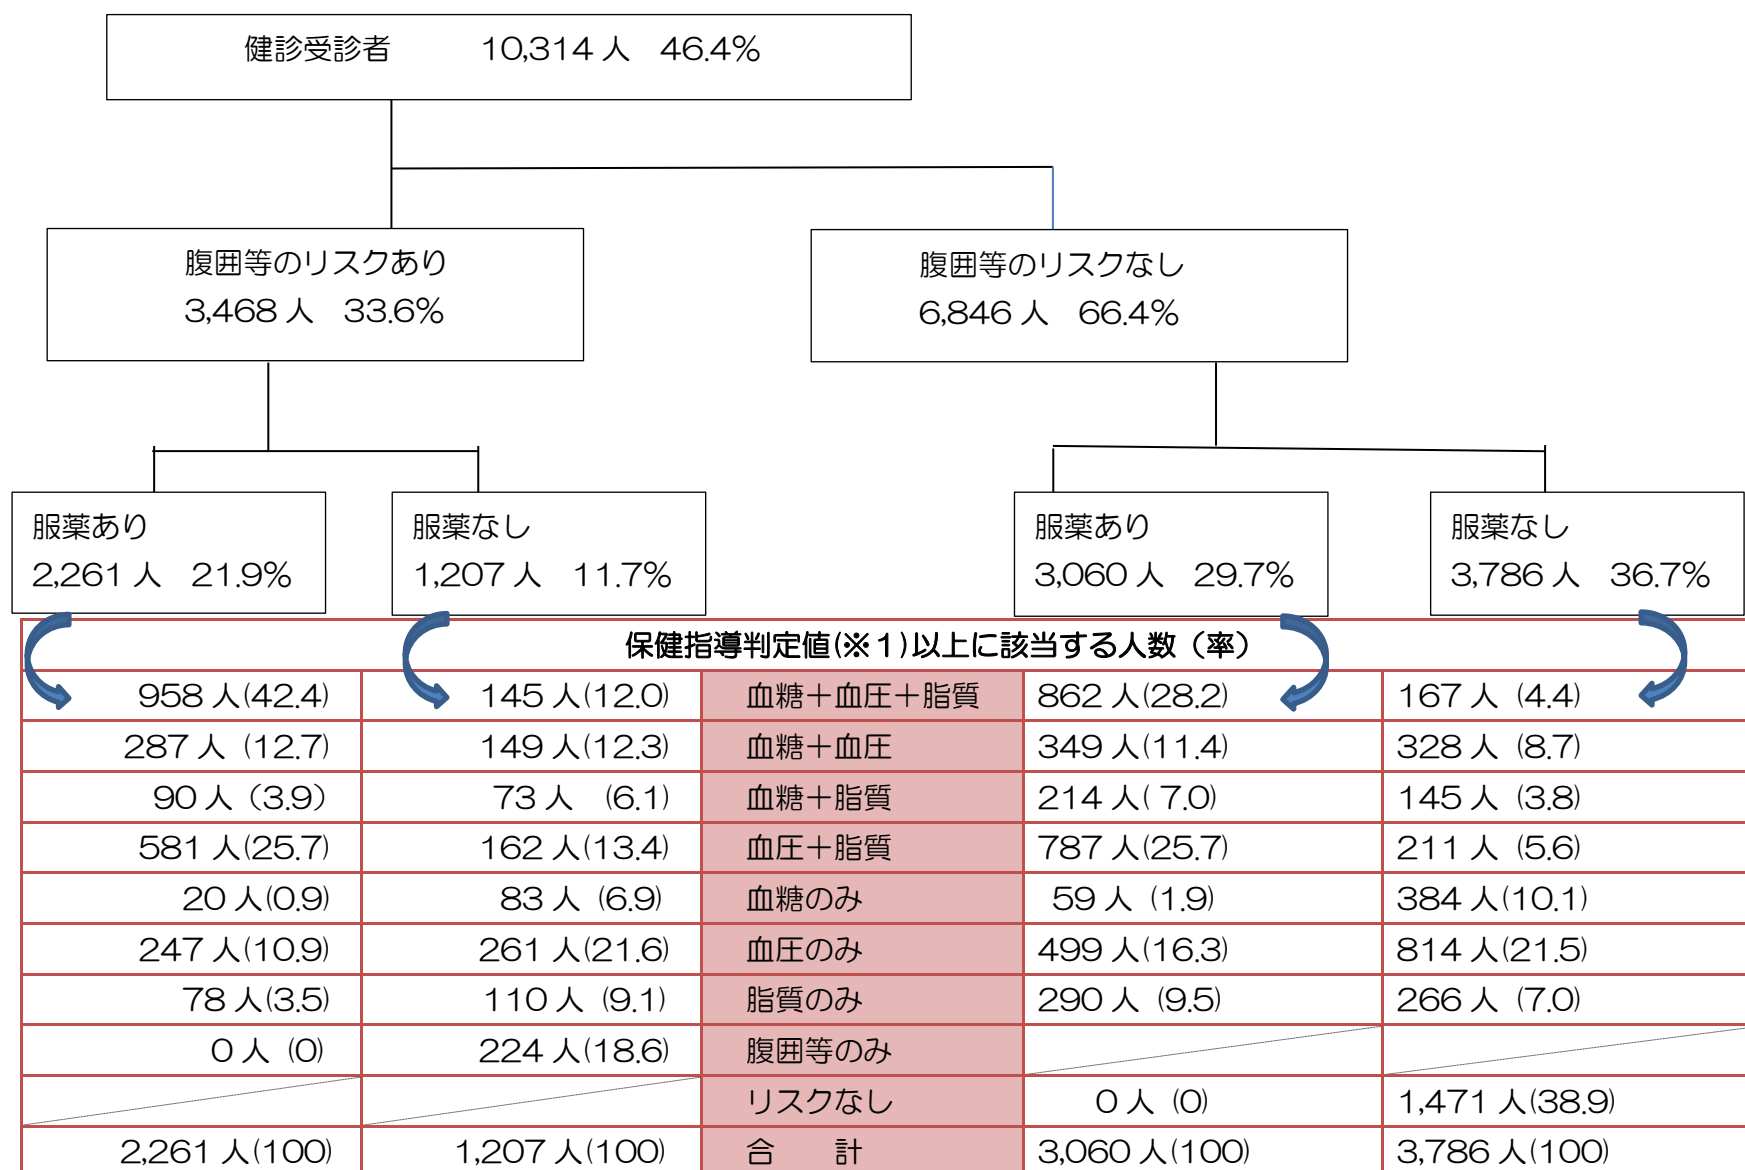 健診受診者 10,314人 46.4%
腹囲等のリスクあり
3,468人 33.6%
腹囲等のリスクなし
6,846人 66.4%
服薬あり
2,261人 21.9%
服薬なし
1,207人 11.7%
服薬あり
3,060人 29.7%
服薬なし
3,786人 36.7%
保健指導判定値(※1)以上に該当する人数（率）
958人(42.4) 145人(12.0) 血糖＋血圧＋脂質 862人(28.2) 167人 (4.4)
287人 (12.7) 149人(12.3) 血糖＋血圧 349人(11.4) 328人 (8.7)
90人（3.9） 73人 (6.1) 血糖＋脂質 214人( 7.0) 145人 (3.8)
581人(25.7) 162人(13.4) 血圧＋脂質 787人(25.7) 211人 (5.6)
20人(0.9) 83人 (6.9) 血糖のみ 59人 (1.9) 384人(10.1)
247人(10.9) 261人(21.6) 血圧のみ 499人(16.3) 814人(21.5)
78人(3.5) 110人 (9.1) 脂質のみ 290人 (9.5) 266人 (7.0)
0人 (0) 224人(18.6) 腹囲等のみ
リスクなし 0人 (0) 1,471人(38.9)
2,261人(100) 1,207人(100) 合　計 3,060人(100) 3,786人(100)